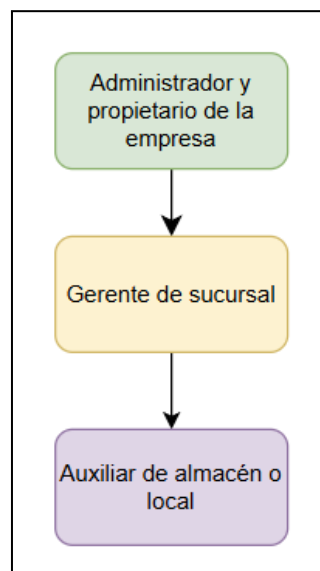 Administrador y
propietario de la
empresa
Gerente de sucursal
Auxiliar de almacén o
local